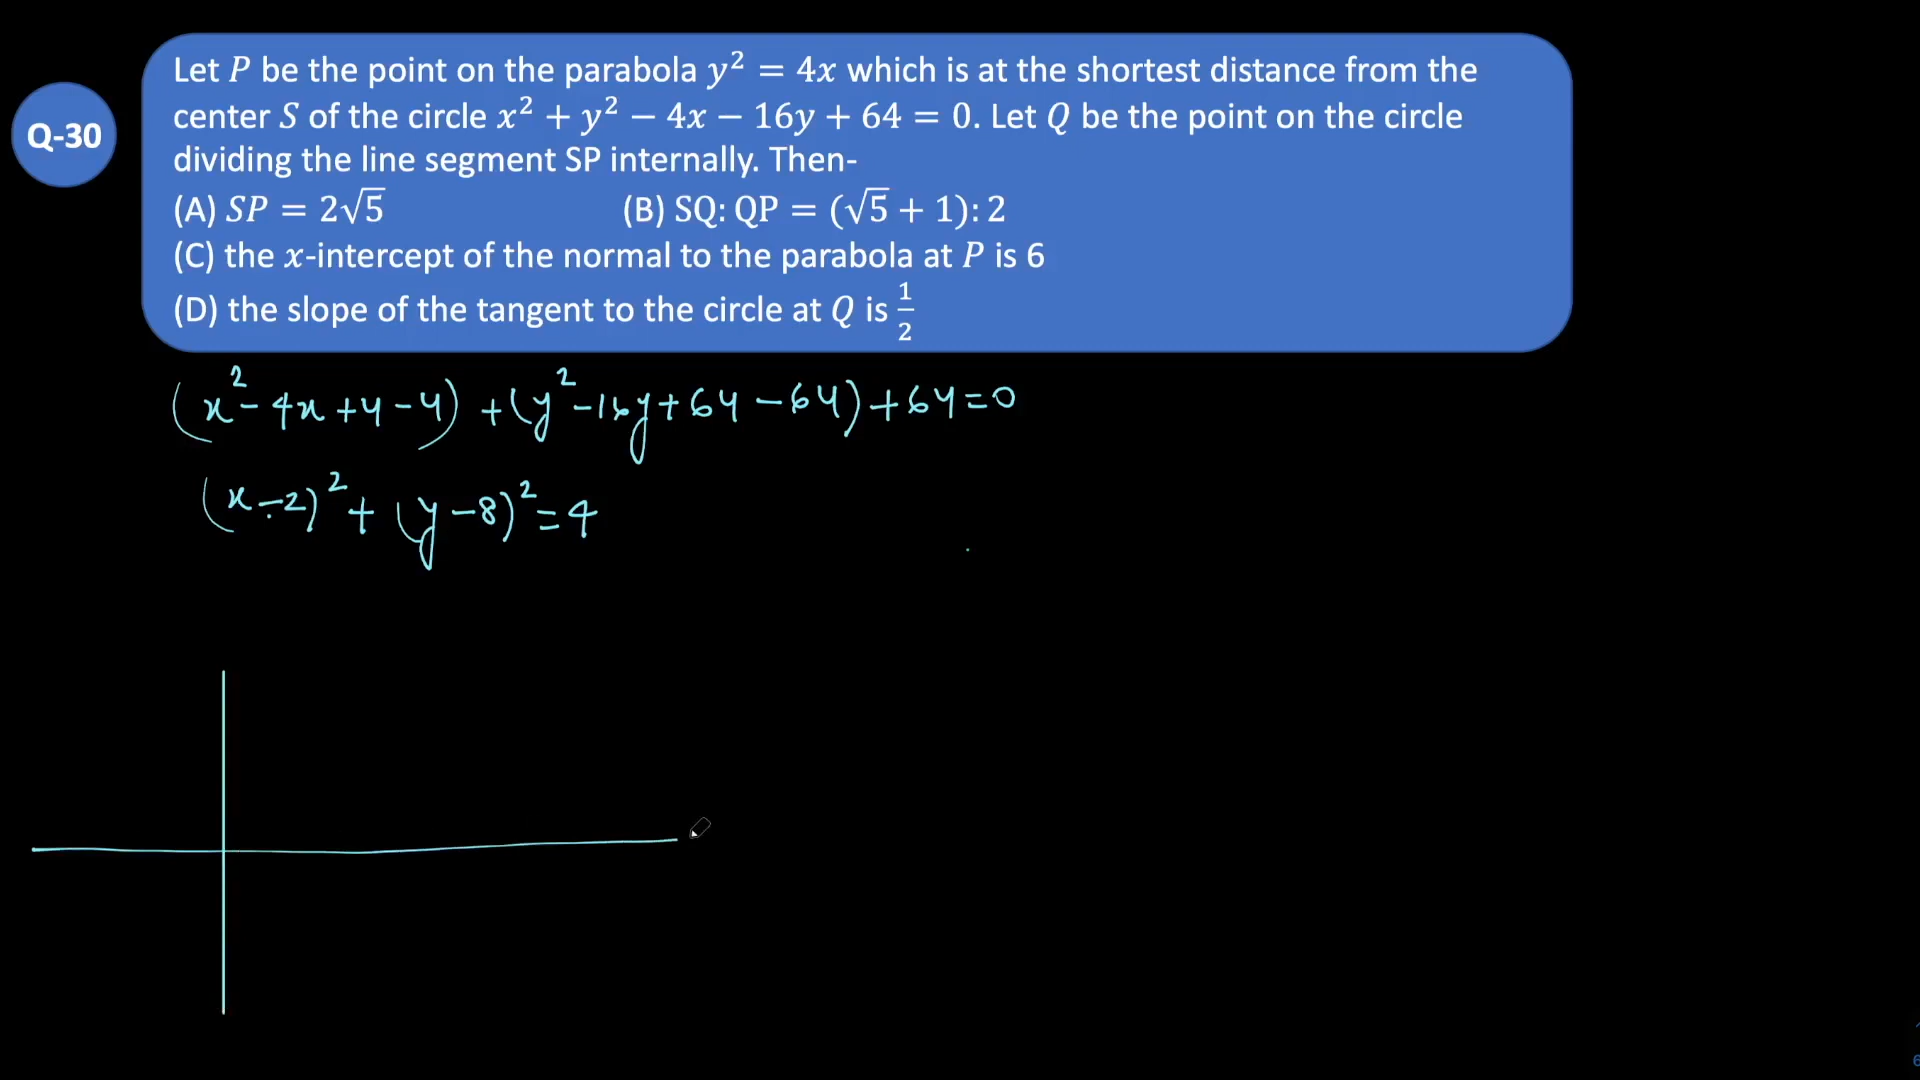 Q-30
Let P be the point on the parabola y² = 4x which is at the shortest distance from the
center S of the circle x² + y² − 4x − 16y + 64 = 0. Let Q be the point on the circle
dividing the line segment SP internally. Then-
(A) SP = 2√5 (B) SQ: QP = (√5 + 1): 2
(C) the x-intercept of the normal to the parabola at P is 6
(D) the slope of the tangent to the circle at Q is 1/2
(x² - 4x + 4 - 4) + (y² - 16y + 64 - 64) + 64 = 0
(x - 2)² + (y - 8)² = 4
6